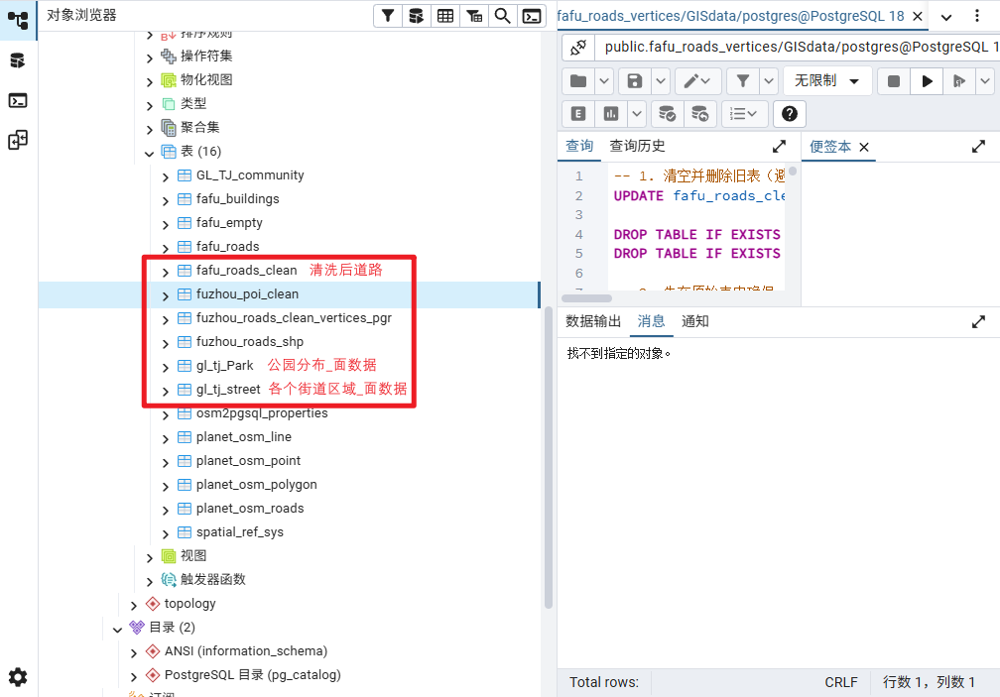 对象浏览器
排序规则
操作符集
物化视图
类型
聚合集
表 (16)
GL_TJ_community
fafu_buildings
fafu_empty
fafu_roads
fafu_roads_clean 清洗后道路
fuzhou_poi_clean
fuzhou_roads_clean_vertices_pgr
fuzhou_roads_shp
gl_tj_Park 公园分布_面数据
gl_tj_street 各个街道区域_面数据
osm2pgsql_properties
planet_osm_line
planet_osm_point
planet_osm_polygon
planet_osm_roads
spatial_ref_sys
视图
触发器函数
topology
目录 (2)
ANSI (information_schema)
PostgreSQL 目录 (pg_catalog)
订阅
fafu_roads_vertices/GISdata/postgres@PostgreSQL 18
public.fafu_roads_vertices/GISdata/postgres@PostgreSQL 1
无限制
E
查询
查询历史
便签本
1 -- 1. 清空并删除旧表（避
2 UPDATE fafu_roads_cle
3
4 DROP TABLE IF EXISTS
5 DROP TABLE IF EXISTS
6
数据输出
消息
通知
找不到指定的对象。
Total rows:
CRLF
行数 1，列数 1